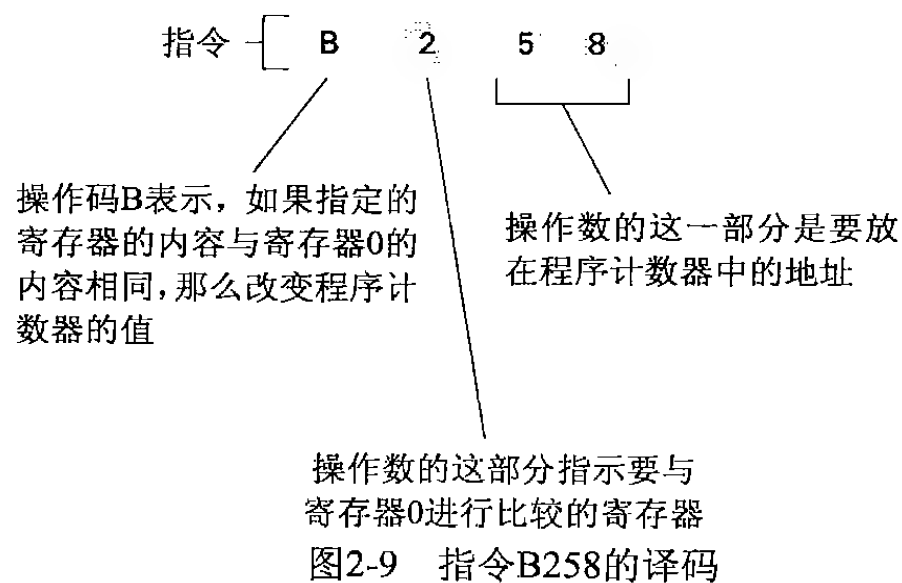 指令 B 2 5 8
操作码B表示，如果指定的
寄存器的内容与寄存器0的
内容相同，那么改变程序计
数器的值
操作数的这一部分是要放
在程序计数器中的地址
操作数的这部分指示要与
寄存器0进行比较的寄存器
图2-9 指令B258的译码